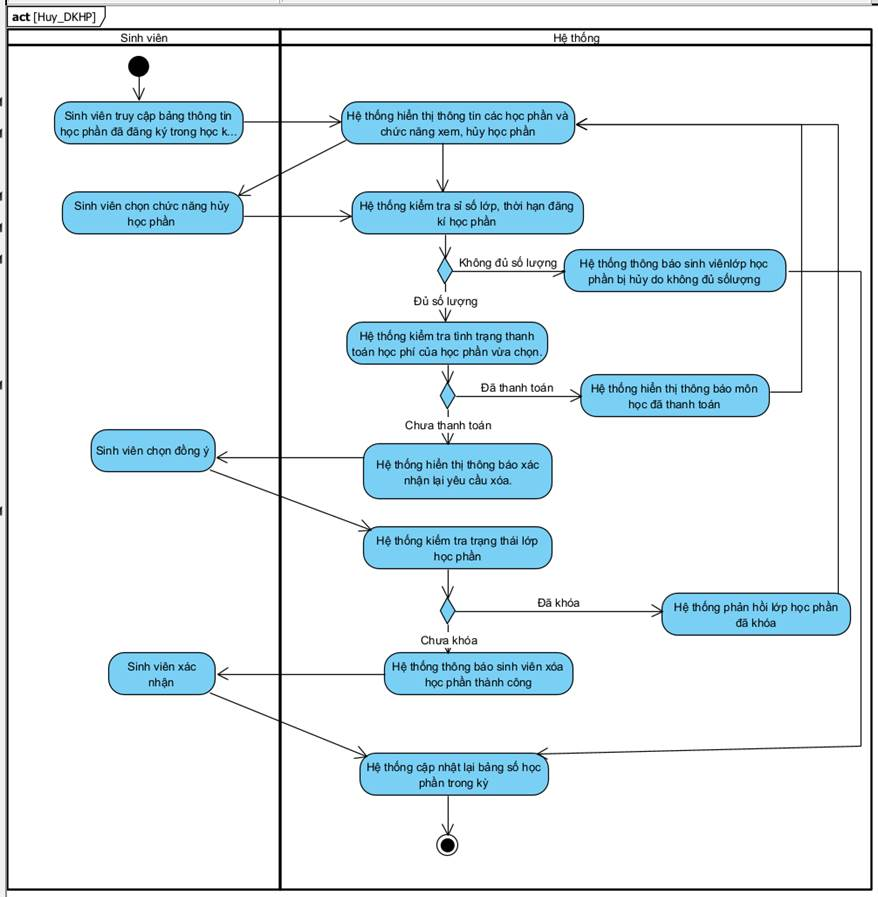 act [Huy_DKHP]
Sinh viên
Hệ thống
Sinh viên truy cập bảng thông tin
học phần đã đăng ký trong học k...
Hệ thống hiển thị thông tin các học phần và
chức năng xem, hủy học phần
Sinh viên chọn chức năng hủy
học phần
Hệ thống kiểm tra sỉ số lớp, thời hạn đăng
kí học phần
Không đủ số lượng
Hệ thống thông báo sinh viênlớp học
phần bị hủy do không đủ sốlượng
Đủ số lượng
Hệ thống kiểm tra tình trạng thanh
toán học phí của học phần vừa chọn.
Đã thanh toán
Hệ thống hiển thị thông báo môn
học đã thanh toán
Chưa thanh toán
Sinh viên chọn đồng ý
Hệ thống hiển thị thông báo xác
nhận lại yêu cầu xóa.
Hệ thống kiểm tra trạng thái lớp
học phần
Đã khóa
Hệ thống phản hồi lớp học phần
đã khóa
Chưa khóa
Sinh viên xác
nhận
Hệ thống thông báo sinh viên xóa
học phần thành công
Hệ thống cập nhật lại bảng số học
phần trong kỳ